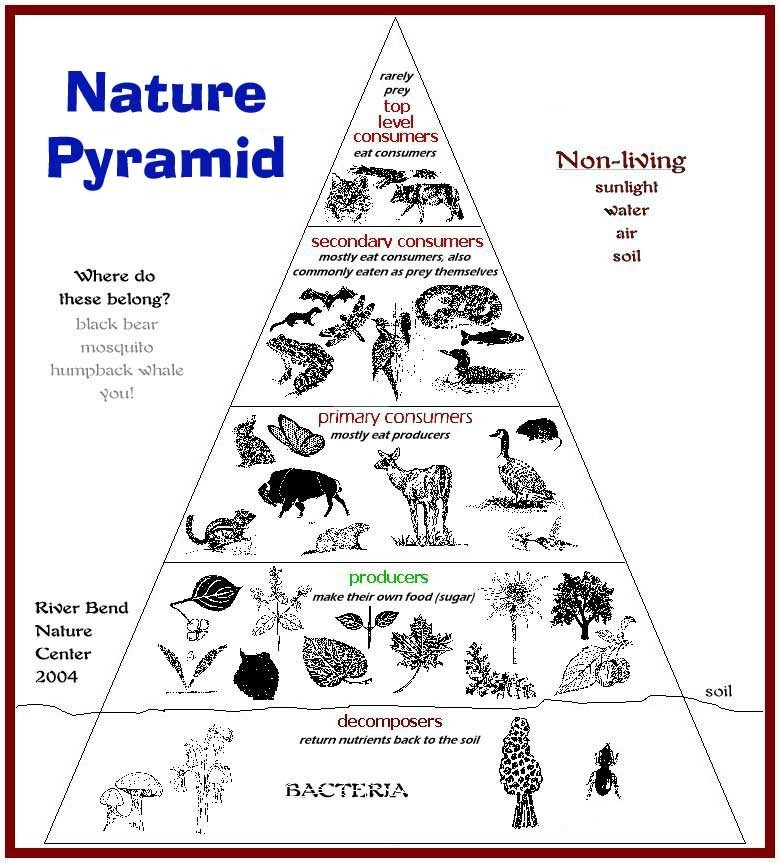 Nature
Pyramid
rarely
prey
top
level
consumers
eat consumers
Non-living
sunlight
water
air
soil
secondary consumers
mostly eat consumers, also
commonly eaten as prey themselves
Where do
these belong?
black bear
mosquito
humpback whale
you!
primary consumers
mostly eat producers
producers
make their own food (sugar)
River Bend
Nature
Center
2004
soil
decomposers
return nutrients back to the soil
BACTERIA